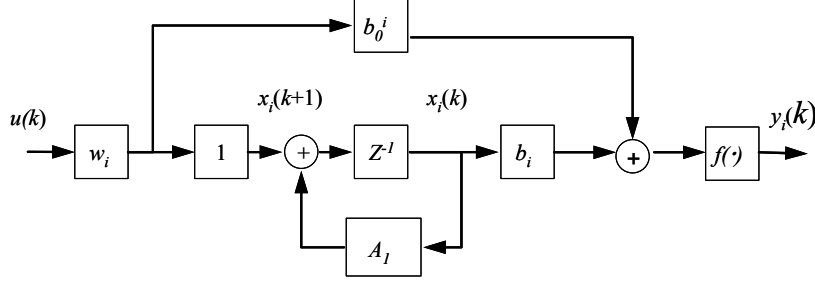 b₀ⁱ
xᵢ(k+1)
xᵢ(k)
u(k)
yᵢ(k)
wᵢ
1
+
Z⁻¹
bᵢ
+
f(·)
A₁